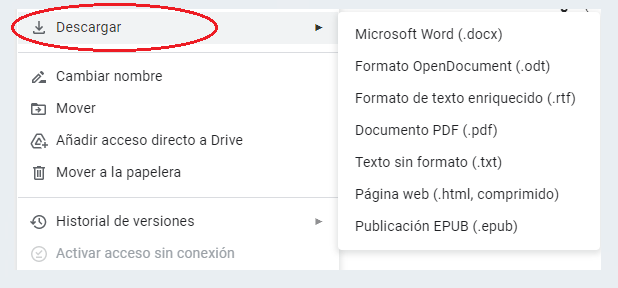 Descargar
Cambiar nombre
Mover
Añadir acceso directo a Drive
Mover a la papelera
Historial de versiones
Activar acceso sin conexión
Microsoft Word (.docx)
Formato OpenDocument (.odt)
Formato de texto enriquecido (.rtf)
Documento PDF (.pdf)
Texto sin formato (.txt)
Página web (.html, comprimido)
Publicación EPUB (.epub)